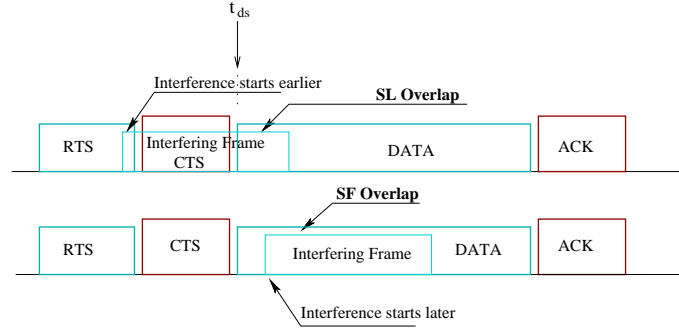 t ds
Interference starts earlier
SL Overlap
RTS
Interfering Frame
CTS
DATA
ACK
SF Overlap
RTS
CTS
Interfering Frame
DATA
ACK
Interference starts later